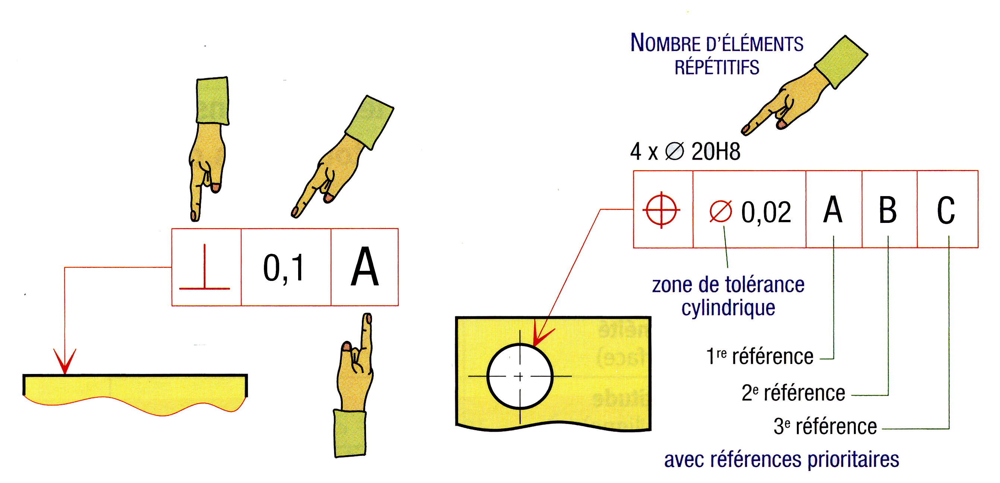 NOMBRE D'ÉLÉMENTS
RÉPÉTITIFS
4 x ∅ 20H8
⊥ 0,1 A
⌖ ∅ 0,02 A B C
zone de tolérance
cylindrique
1re référence
2e référence
3e référence
avec références prioritaires